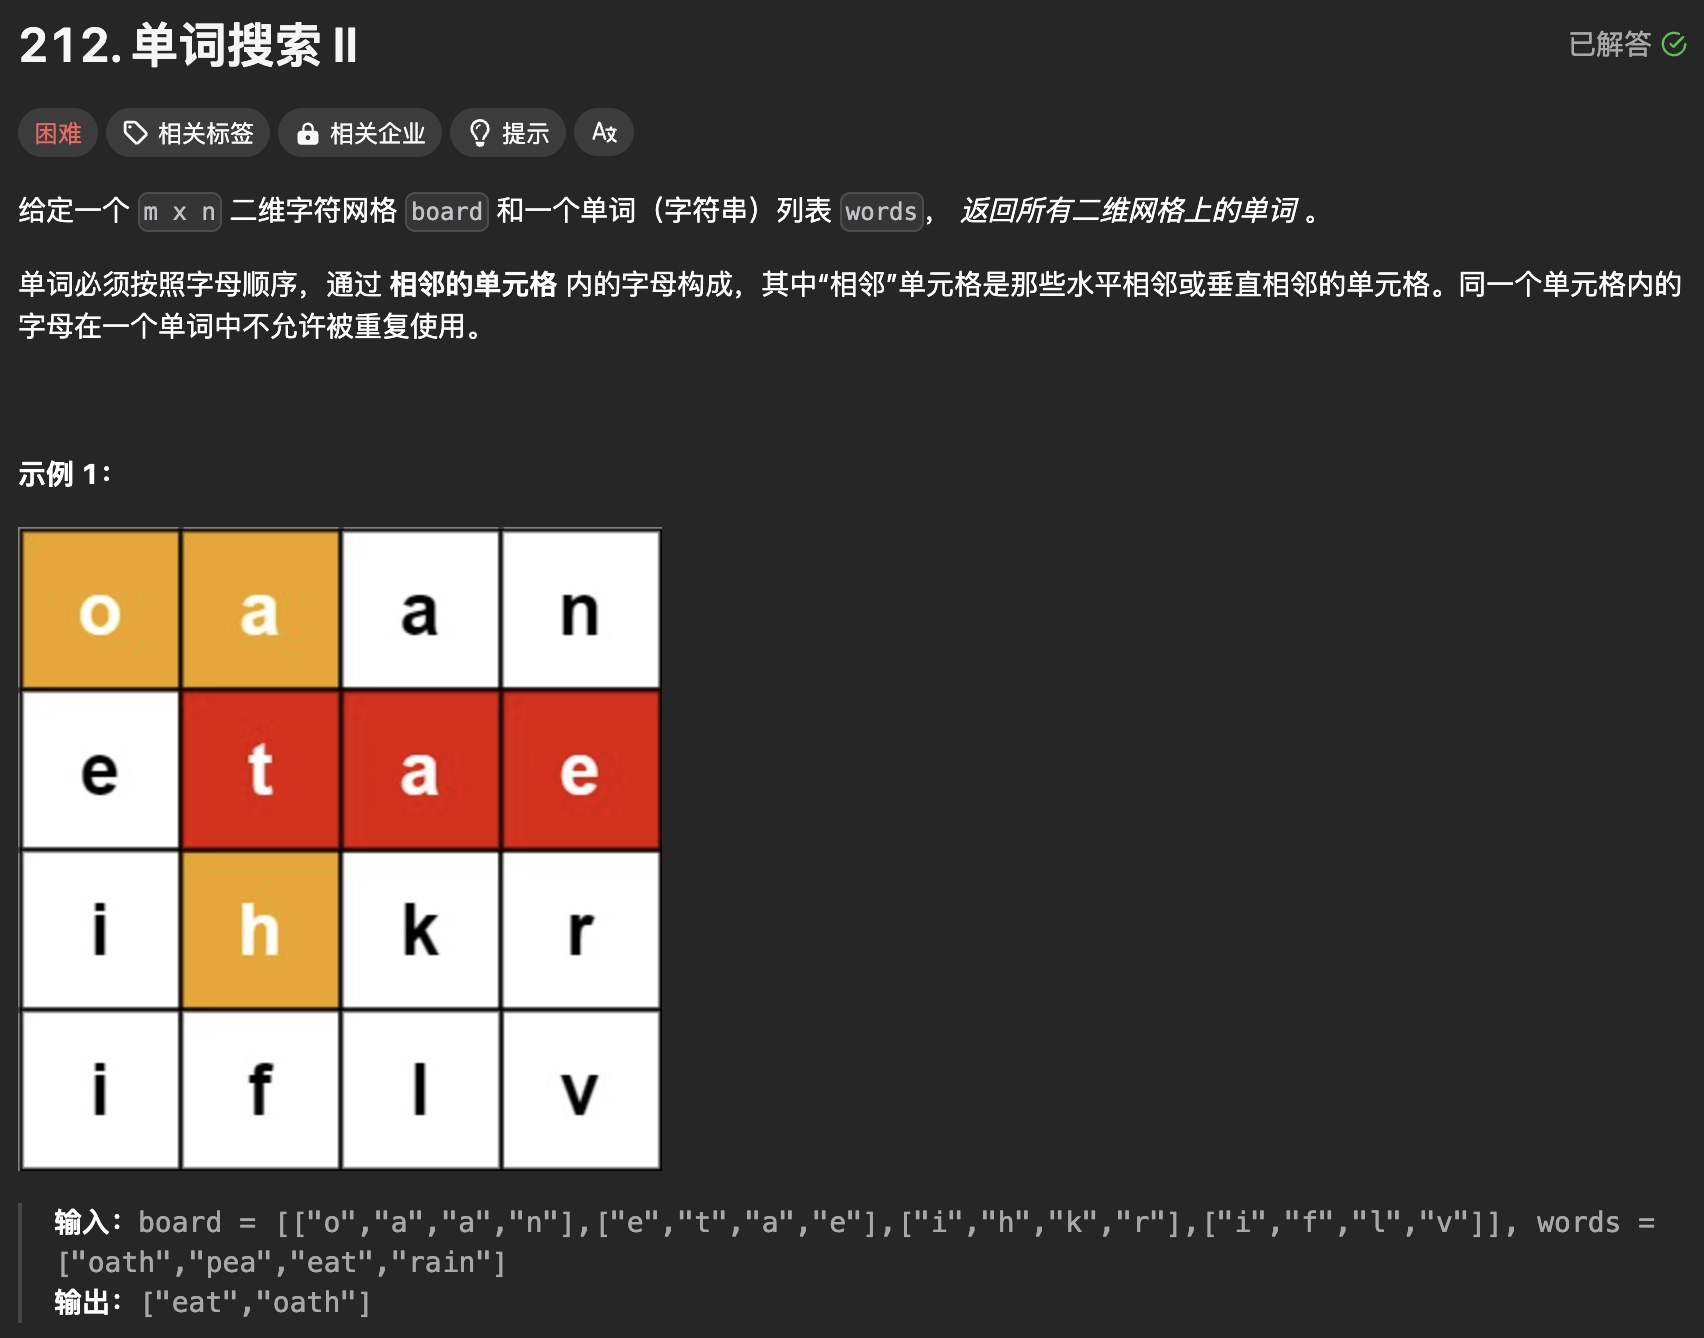 212. 单词搜索 II
已解答
困难 相关标签 相关企业 提示 A文
给定一个 m x n 二维字符网格 board 和一个单词（字符串）列表 words， 返回所有二维网格上的单词 。
单词必须按照字母顺序，通过 相邻的单元格 内的字母构成，其中“相邻”单元格是那些水平相邻或垂直相邻的单元格。同一个单元格内的
字母在一个单词中不允许被重复使用。
示例 1：
o a a n
e t a e
i h k r
i f l v
输入：board = [["o","a","a","n"],["e","t","a","e"],["i","h","k","r"],["i","f","l","v"]], words =
["oath","pea","eat","rain"]
输出：["eat","oath"]